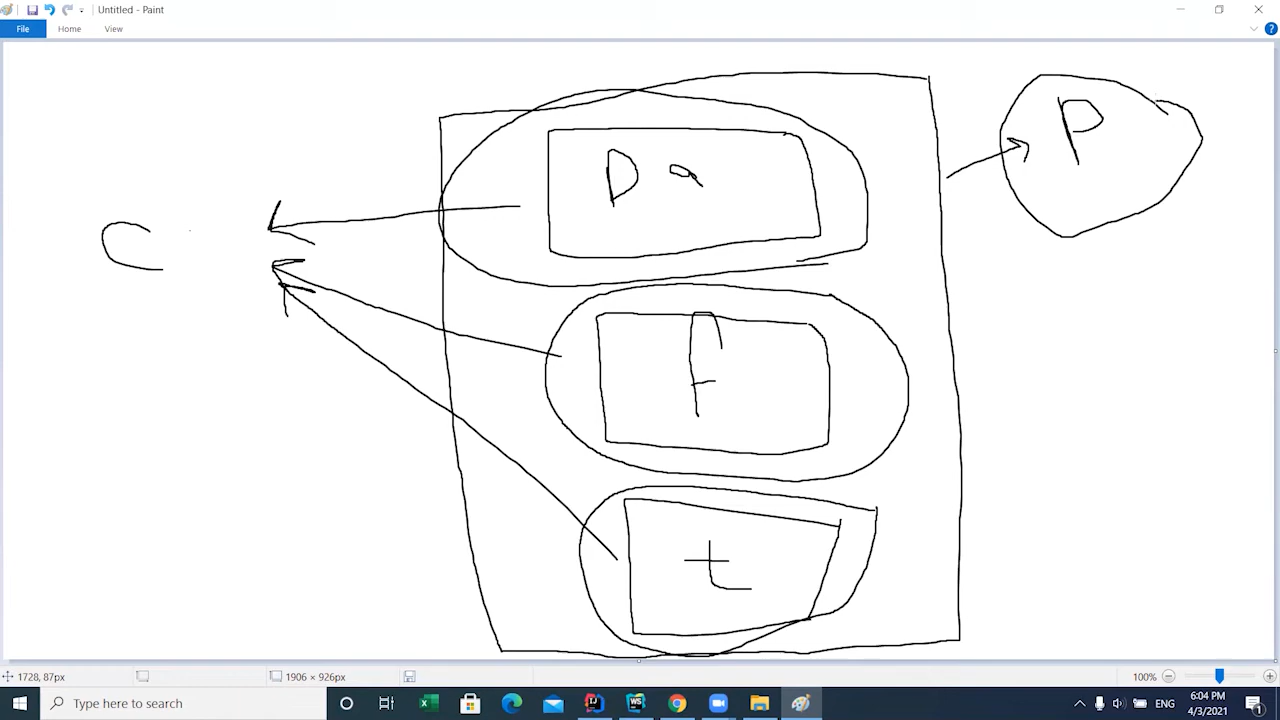 Untitled - Paint
File Home View
P
Da
C
F
t
1728, 87px
1906 × 926px
100%
Type here to search
ENG
6:04 PM
4/3/2021